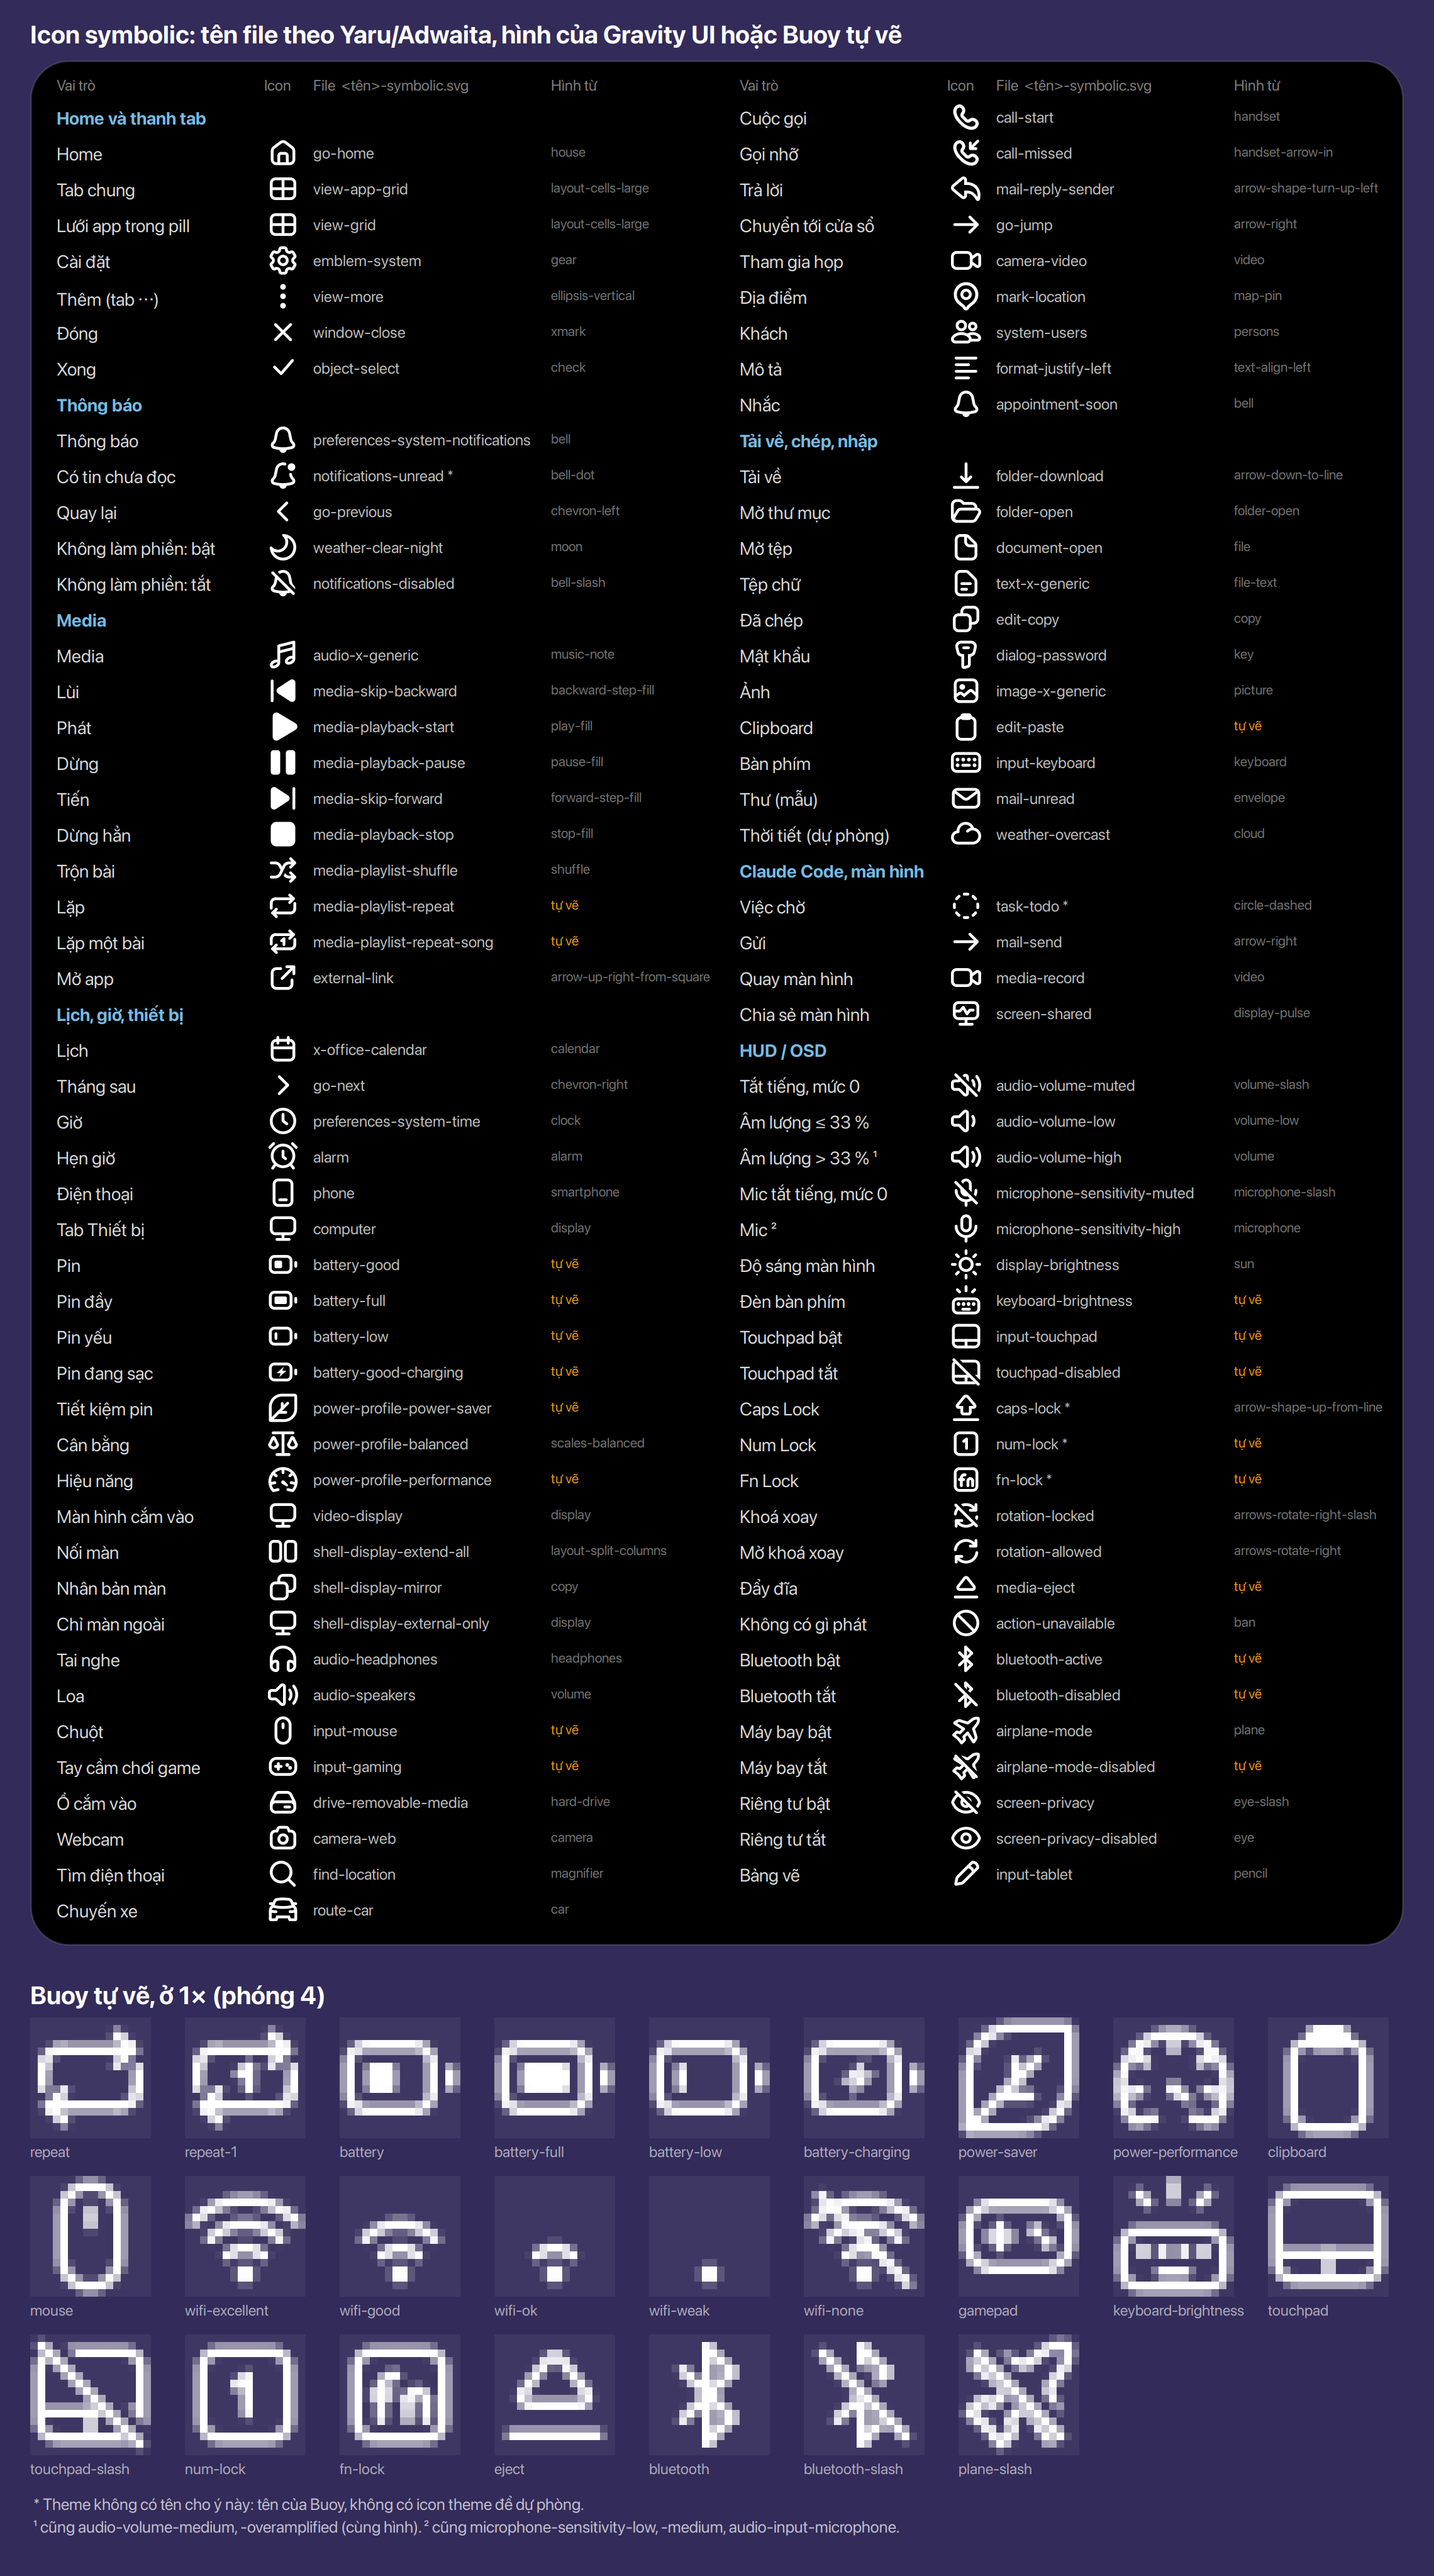 Icon symbolic: tên file theo Yaru/Adwaita, hình của Gravity UI hoặc Buoy tự vẽ
Vai trò Icon File <tên>-symbolic.svg Hình từ
Home và thanh tab
Home go-home house
Tab chung view-app-grid layout-cells-large
Lưới app trong pill view-grid layout-cells-large
Cài đặt emblem-system gear
Thêm (tab ···) view-more ellipsis-vertical
Đóng window-close xmark
Xong object-select check
Thông báo
Thông báo preferences-system-notifications bell
Có tin chưa đọc notifications-unread * bell-dot
Quay lại go-previous chevron-left
Không làm phiền: bật weather-clear-night moon
Không làm phiền: tắt notifications-disabled bell-slash
Media
Media audio-x-generic music-note
Lùi media-skip-backward backward-step-fill
Phát media-playback-start play-fill
Dừng media-playback-pause pause-fill
Tiến media-skip-forward forward-step-fill
Dừng hẳn media-playback-stop stop-fill
Trộn bài media-playlist-shuffle shuffle
Lặp media-playlist-repeat tự vẽ
Lặp một bài media-playlist-repeat-song tự vẽ
Mở app external-link arrow-up-right-from-square
Lịch, giờ, thiết bị
Lịch x-office-calendar calendar
Tháng sau go-next chevron-right
Giờ preferences-system-time clock
Hẹn giờ alarm alarm
Điện thoại phone smartphone
Tab Thiết bị computer display
Pin battery-good tự vẽ
Pin đầy battery-full tự vẽ
Pin yếu battery-low tự vẽ
Pin đang sạc battery-good-charging tự vẽ
Tiết kiệm pin power-profile-power-saver tự vẽ
Cân bằng power-profile-balanced scales-balanced
Hiệu năng power-profile-performance tự vẽ
Màn hình cắm vào video-display display
Nối màn shell-display-extend-all layout-split-columns
Nhân bản màn shell-display-mirror copy
Chỉ màn ngoài shell-display-external-only display
Tai nghe audio-headphones headphones
Loa audio-speakers volume
Chuột input-mouse tự vẽ
Tay cầm chơi game input-gaming tự vẽ
Ổ cắm vào drive-removable-media hard-drive
Webcam camera-web camera
Tìm điện thoại find-location magnifier
Chuyến xe route-car car
Vai trò Icon File <tên>-symbolic.svg Hình từ
Cuộc gọi call-start handset
Gọi nhỡ call-missed handset-arrow-in
Trả lời mail-reply-sender arrow-shape-turn-up-left
Chuyển tới cửa sổ go-jump arrow-right
Tham gia họp camera-video video
Địa điểm mark-location map-pin
Khách system-users persons
Mô tả format-justify-left text-align-left
Nhắc appointment-soon bell
Tải về, chép, nhập
Tải về folder-download arrow-down-to-line
Mở thư mục folder-open folder-open
Mở tệp document-open file
Tệp chữ text-x-generic file-text
Đã chép edit-copy copy
Mật khẩu dialog-password key
Ảnh image-x-generic picture
Clipboard edit-paste tự vẽ
Bàn phím input-keyboard keyboard
Thư (mẫu) mail-unread envelope
Thời tiết (dự phòng) weather-overcast cloud
Claude Code, màn hình
Việc chờ task-todo * circle-dashed
Gửi mail-send arrow-right
Quay màn hình media-record video
Chia sẻ màn hình screen-shared display-pulse
HUD / OSD
Tắt tiếng, mức 0 audio-volume-muted volume-slash
Âm lượng ≤ 33 % audio-volume-low volume-low
Âm lượng > 33 % ¹ audio-volume-high volume
Mic tắt tiếng, mức 0 microphone-sensitivity-muted microphone-slash
Mic ² microphone-sensitivity-high microphone
Độ sáng màn hình display-brightness sun
Đèn bàn phím keyboard-brightness tự vẽ
Touchpad bật input-touchpad tự vẽ
Touchpad tắt touchpad-disabled tự vẽ
Caps Lock caps-lock * arrow-shape-up-from-line
Num Lock num-lock * tự vẽ
Fn Lock fn-lock * tự vẽ
Khoá xoay rotation-locked arrows-rotate-right-slash
Mở khoá xoay rotation-allowed arrows-rotate-right
Đẩy đĩa media-eject tự vẽ
Không có gì phát action-unavailable ban
Bluetooth bật bluetooth-active tự vẽ
Bluetooth tắt bluetooth-disabled tự vẽ
Máy bay bật airplane-mode plane
Máy bay tắt airplane-mode-disabled tự vẽ
Riêng tư bật screen-privacy eye-slash
Riêng tư tắt screen-privacy-disabled eye
Bảng vẽ input-tablet pencil
Buoy tự vẽ, ở 1× (phóng 4)
repeat repeat-1 battery battery-full battery-low battery-charging power-saver power-performance clipboard
mouse wifi-excellent wifi-good wifi-ok wifi-weak wifi-none gamepad keyboard-brightness touchpad
touchpad-slash num-lock fn-lock eject bluetooth bluetooth-slash plane-slash
* Theme không có tên cho ý này: tên của Buoy, không có icon theme để dự phòng.
¹ cũng audio-volume-medium, -overamplified (cùng hình). ² cũng microphone-sensitivity-low, -medium, audio-input-microphone.